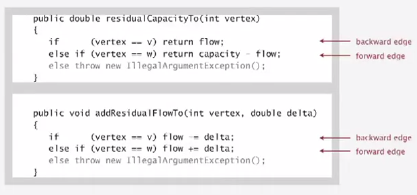 public double residualCapacityTo(int vertex)
{
if (vertex == v) return flow; backward edge
else if (vertex == w) return capacity - flow; forward edge
else throw new IllegalArgumentException();
}
public void addResidualFlowTo(int vertex, double delta)
{
if (vertex == v) flow -= delta; backward edge
else if (vertex == w) flow += delta; forward edge
else throw new IllegalArgumentException();
}